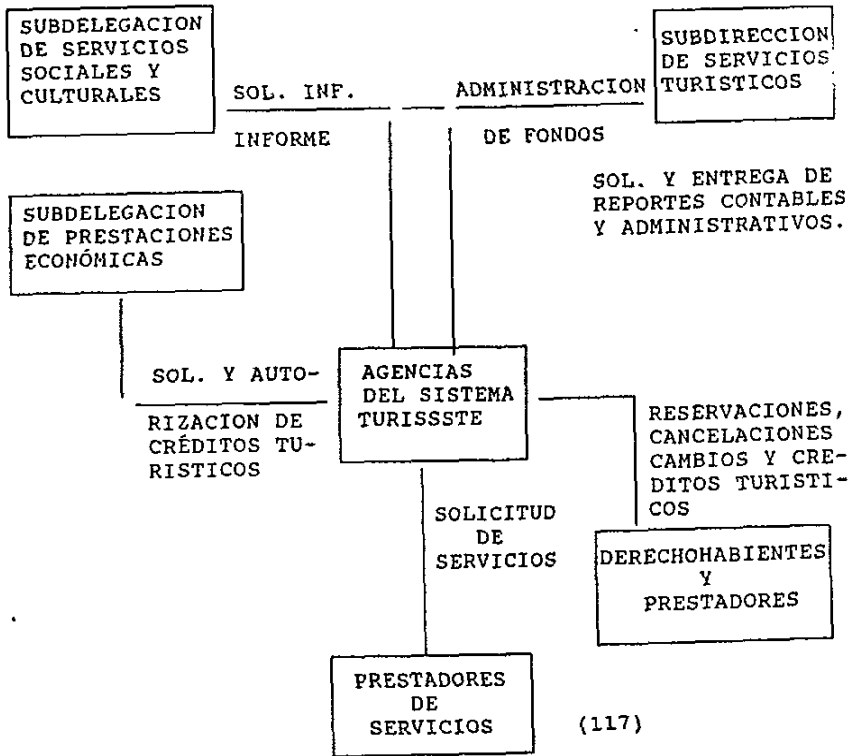 SUBDELEGACION
DE SERVICIOS
SOCIALES Y
CULTURALES
SOL. INF.
INFORME
ADMINISTRACION
DE FONDOS
SUBDIRECCION
DE SERVICIOS
TURISTICOS
SOL. Y ENTREGA DE
REPORTES CONTABLES
Y ADMINISTRATIVOS.
SUBDELEGACION
DE PRESTACIONES
ECONÓMICAS
SOL. Y AUTO-
RIZACION DE
CRÉDITOS TU-
RISTICOS
AGENCIAS
DEL SISTEMA
TURISSSTE
RESERVACIONES,
CANCELACIONES
CAMBIOS Y CRE-
DITOS TURISTI-
COS
SOLICITUD
DE
SERVICIOS
DERECHOHABIENTES
Y
PRESTADORES
PRESTADORES
DE
SERVICIOS
(117)